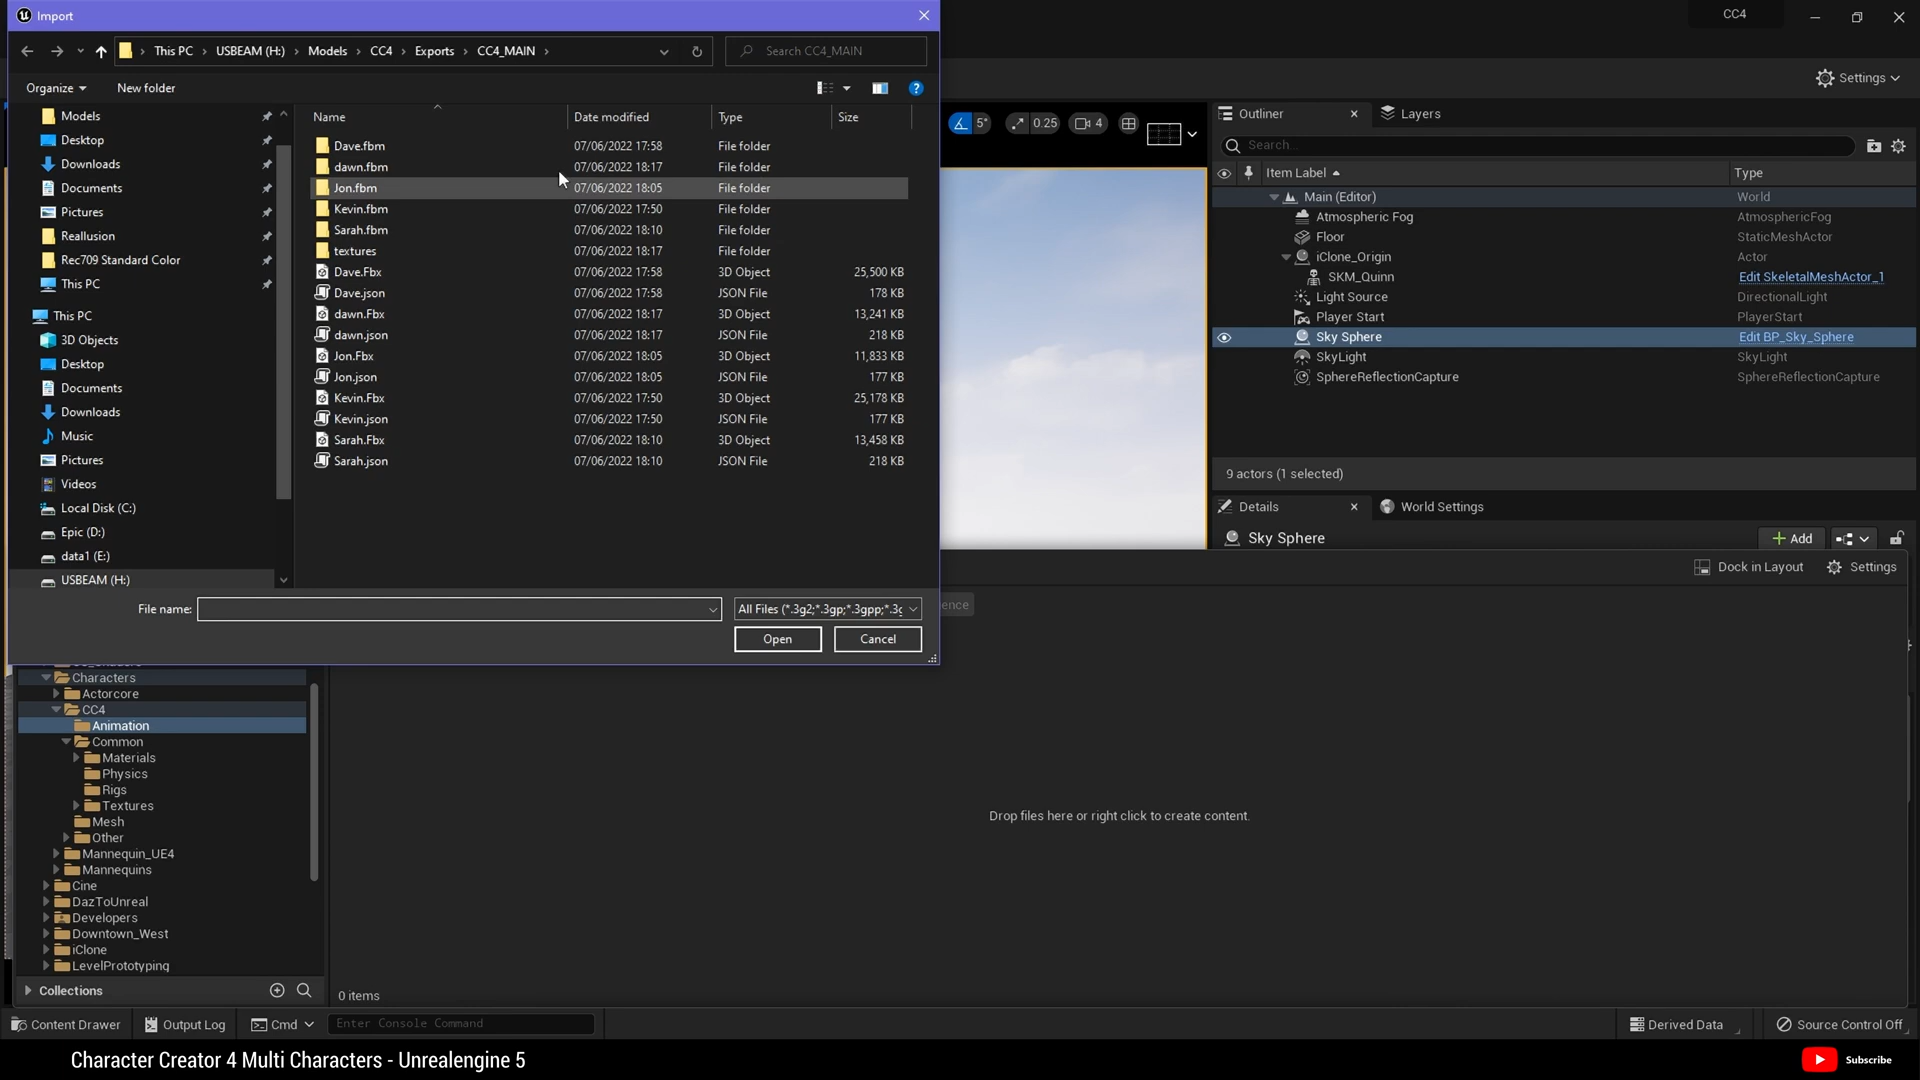 Import
CC4
This PC
USBEAM (H:)
Models
CC4
Exports
CC4_MAIN
Search CC4_MAIN
Organize
New folder
Settings
Name
Date modified
Type
Size
Models
Desktop
Downloads
Documents
Pictures
Reallusion
Rec709 Standard Color
This PC
This PC
3D Objects
Desktop
Documents
Downloads
Music
Pictures
Videos
Local Disk (C:)
Epic (D:)
data1 (E:)
USBEAM (H:)
Dave.fbm 07/06/2022 17:58 File folder
dawn.fbm 07/06/2022 18:17 File folder
Jon.fbm 07/06/2022 18:05 File folder
Kevin.fbm 07/06/2022 17:50 File folder
Sarah.fbm 07/06/2022 18:10 File folder
textures 07/06/2022 18:17 File folder
Dave.Fbx 07/06/2022 17:58 3D Object 25,500 KB
Dave.json 07/06/2022 17:58 JSON File 178 KB
dawn.Fbx 07/06/2022 18:17 3D Object 13,241 KB
dawn.json 07/06/2022 18:17 JSON File 218 KB
Jon.Fbx 07/06/2022 18:05 3D Object 11,833 KB
Jon.json 07/06/2022 18:05 JSON File 177 KB
Kevin.Fbx 07/06/2022 17:50 3D Object 25,178 KB
Kevin.json 07/06/2022 17:50 JSON File 177 KB
Sarah.Fbx 07/06/2022 18:10 3D Object 13,458 KB
Sarah.json 07/06/2022 18:10 JSON File 218 KB
File name:
All Files (*.3g2;*.3gp;*.3gpp;*.3g
Open
Cancel
5°
0.25
4
Outliner
Layers
Search...
Item Label
Type
Main (Editor) World
Atmospheric Fog AtmosphericFog
Floor StaticMeshActor
iClone_Origin Actor
SKM_Quinn Edit SkeletalMeshActor_1
Light Source DirectionalLight
Player Start PlayerStart
Sky Sphere Edit BP_Sky_Sphere
SkyLight SkyLight
SphereReflectionCapture SphereReflectionCapture
9 actors (1 selected)
Details
World Settings
Sky Sphere
Add
Dock in Layout
Settings
ence
Characters
Actorcore
CC4
Animation
Common
Materials
Physics
Rigs
Textures
Mesh
Other
Mannequin_UE4
Mannequins
Cine
DazToUnreal
Developers
Downtown_West
iClone
LevelPrototyping
Collections
Drop files here or right click to create content.
0 items
Content Drawer
Output Log
Cmd
Enter Console Command
Derived Data
Source Control Off
Character Creator 4 Multi Characters - Unrealengine 5
Subscribe